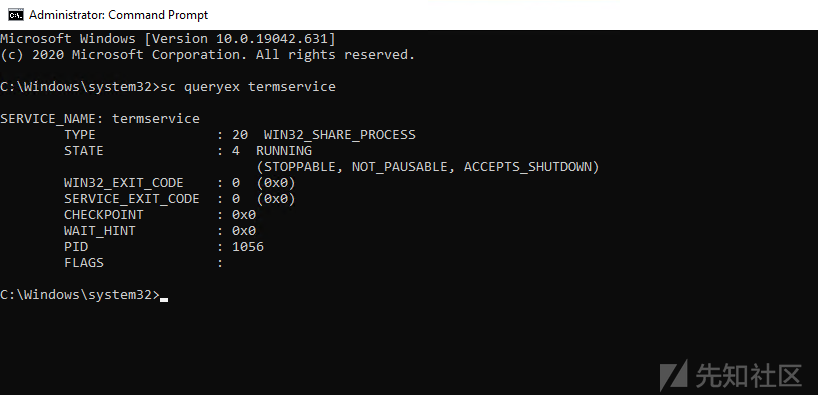 Administrator: Command Prompt
Microsoft Windows [Version 10.0.19042.631]
(c) 2020 Microsoft Corporation. All rights reserved.
C:\Windows\system32>sc queryex termservice
SERVICE_NAME: termservice
TYPE : 20 WIN32_SHARE_PROCESS
STATE : 4 RUNNING
(STOPPABLE, NOT_PAUSABLE, ACCEPTS_SHUTDOWN)
WIN32_EXIT_CODE : 0 (0x0)
SERVICE_EXIT_CODE : 0 (0x0)
CHECKPOINT : 0x0
WAIT_HINT : 0x0
PID : 1056
FLAGS :
C:\Windows\system32>
先知社区